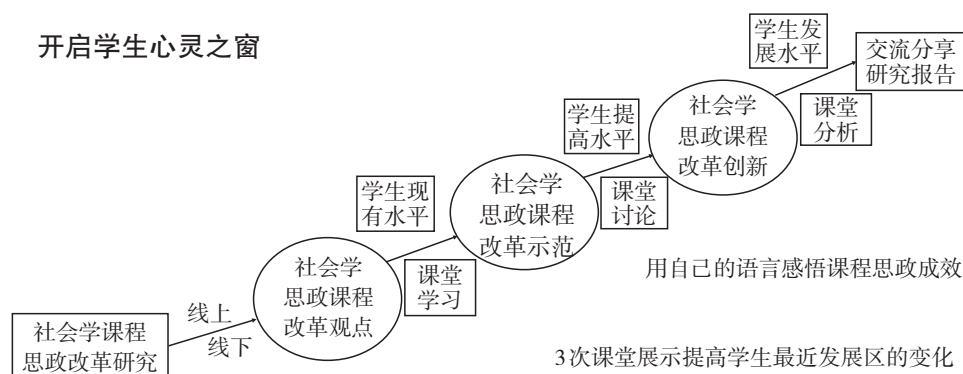 开启学生心灵之窗
学生发
展水平
交流分享
研究报告
社会学
思政课程
改革创新
课堂
分析
学生提
高水平
社会学
思政课程
改革示范
课堂
讨论
学生现
有水平
社会学
思政课程
改革观点
课堂
学习
线上
线下
社会学课程
思政改革研究
用自己的语言感悟课程思政成效
3次课堂展示提高学生最近发展区的变化